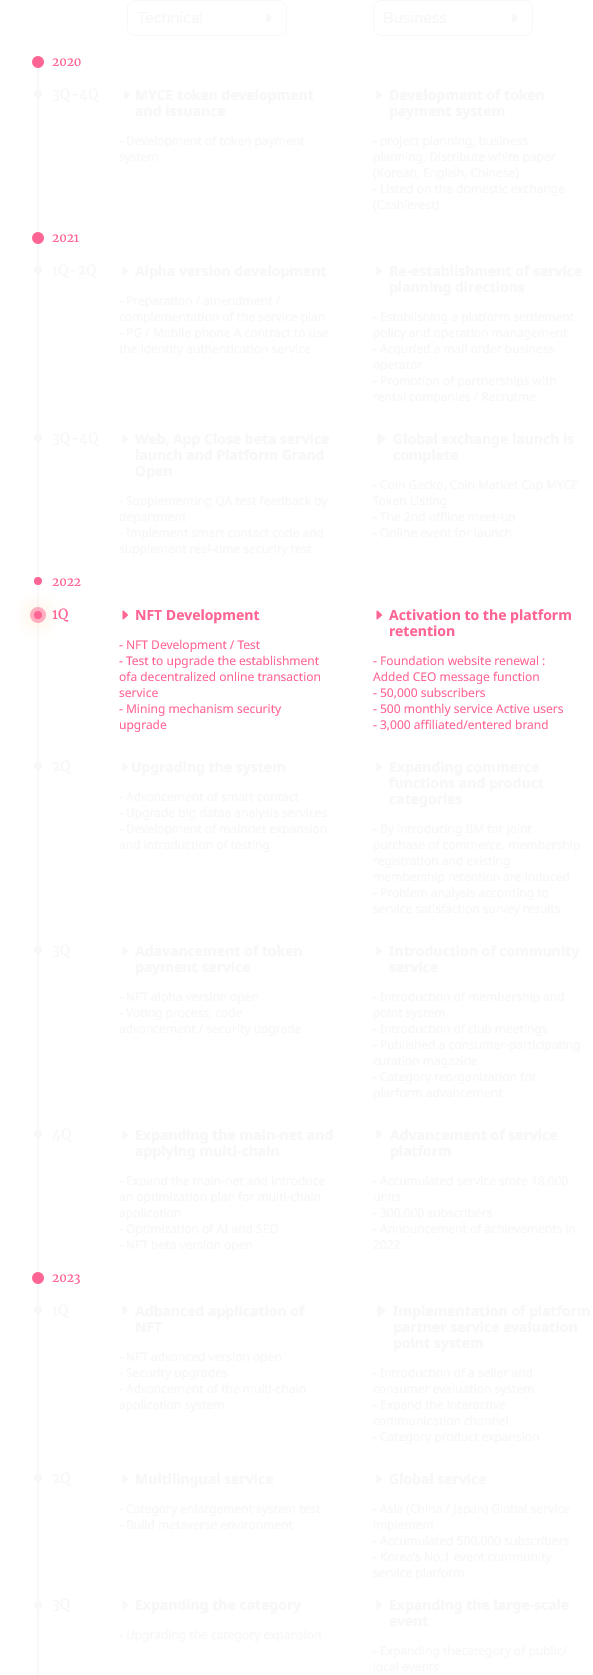 Technical
Business
2020
3Q~4Q
MYCE token development
and issuance
- Development of token payment
system
Development of token
payment system
- project planning, business
planning, Distribute white paper
(Korean, English, Chinese)
- Listed on the domestic exchange
(Cashierest)
2021
1Q~2Q
Alpha version development
- Preparation / amendment /
complementation of the service plan
- PG / Mobile phone A contract to use
the identity authentication service
Re-establishment of service
planning directions
- Establishing a platform settlement
policy and operation management
- Acquried a mail order business
operator
- Promotion of partnerships with
rental companies / Recrutme
3Q~4Q
Web, App Close beta service
launch and Platform Grand
Open
- Supplementing QA test feedback by
department
- Implement smart contact code and
supplement real-time security test
Global exchange launch is
complete
- Coin Gecko, Coin Market Cap MYCE
Token Listing
- The 2nd offline meet-up
- Online event for launch
2022
1Q
NFT Development
- NFT Development / Test
- Test to upgrade the establishment
ofa decentralized online transaction
service
- Mining mechanism security
upgrade
Activation to the platform
retention
- Foundation website renewal :
Added CEO message function
- 50,000 subscribers
- 500 monthly service Active users
- 3,000 affiliated/entered brand
2Q
Upgrading the system
- Advancement of smart contact
- Upgrade big dataa analysis services
- Development of mainnet expansion
and introduction of testing
Expanding commerce
functions and product
categories
- By introducing BM for joint
purchase of commerce, membership
registration and existing
membership retention are induced
- Problem analysis according to
service satisfaction survey results
3Q
Adavancement of token
payment service
- NFT alpha version open
- Voting process, code
advancement / security upgrade
Introduction of community
service
- Introduction of membership and
point system
- Introduction of club meetings
- Published a consumer-participating
curation magazine
- Category reorganization for
plarform advancement
4Q
Expanding the main-net and
applying multi-chain
- Expand the main-net and introduce
an optimization plan for multi-chain
application
- Optimization of AI and SEO
- NFT beta version open
Advancement of service
platform
- Accumulated service store 18,000
units
- 300,000 subscribers
- Announcement of achievements in
2022
2023
1Q
Adbanced application of
NFT
- NFT advanced version open
- Security upgrades
- Advancement of the multi-chain
application system
Implementation of platform
partner service evaluation
point system
- Introduction of a seller and
consumer evaluation system
- Expand the interactive
communication channel
- Category product expansion
2Q
Multilingual service
- Category enlargement system test
- Build metaverse environment
Global service
- Asia (China / Japan) Global service
implement
- Accumulated 500,000 subscribers
- Korea's No.1 event community
service platform
3Q
Expanding the category
- Upgrading the category expansion
Expanding the large-scale
event
- Expanding thecategory of public/
local events